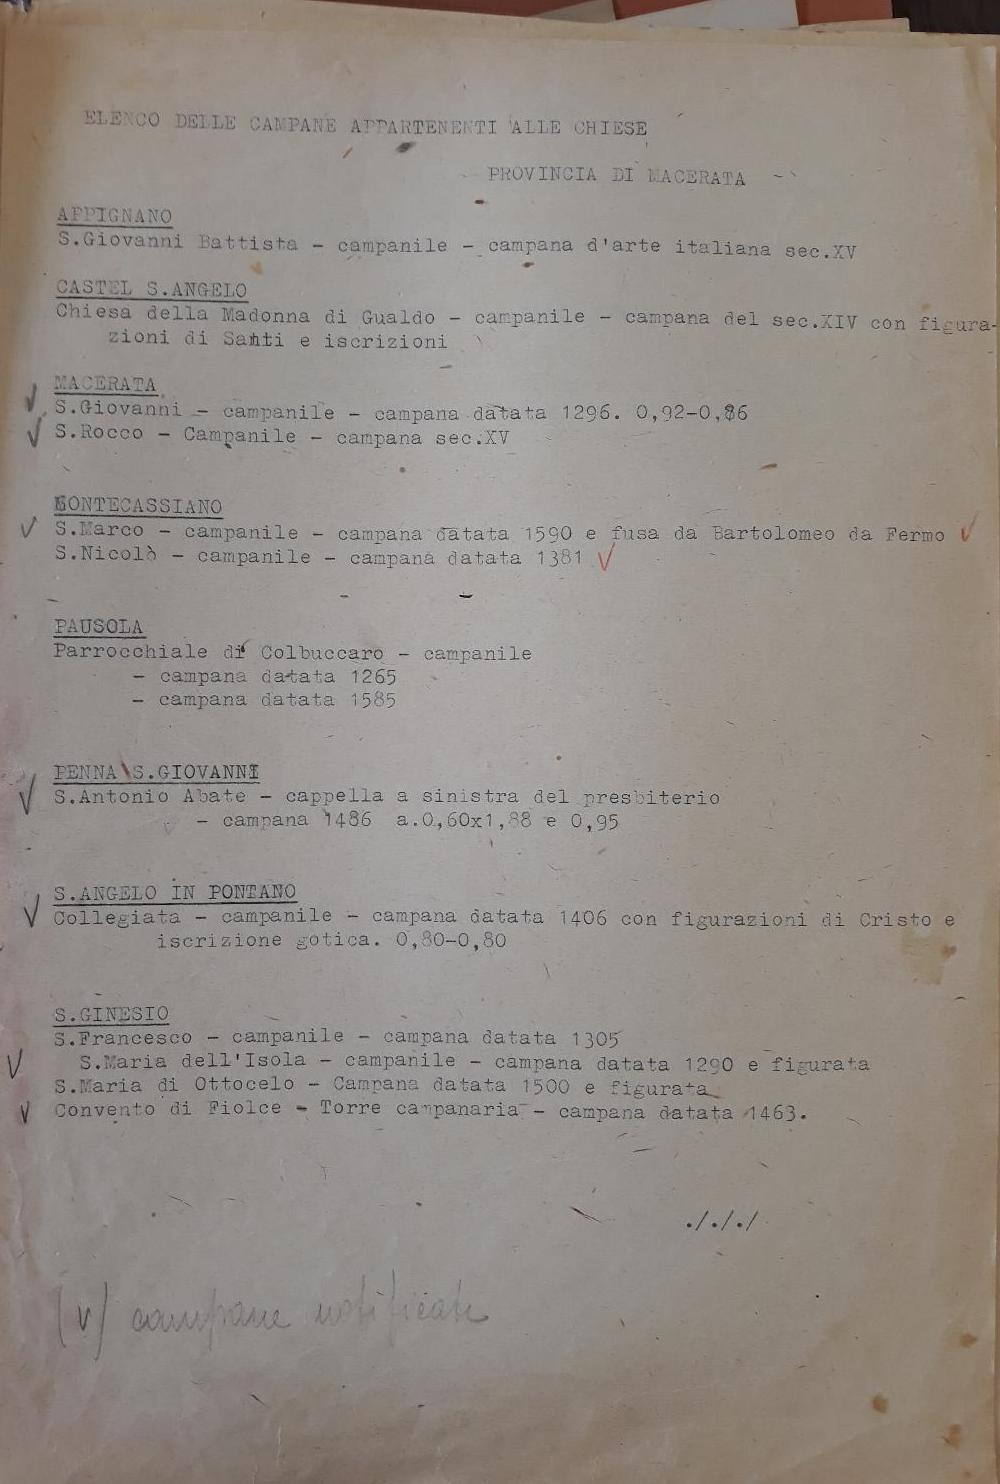 ELENCO DELLE CAMPANE APPARTENENTI ALLE CHIESE
PROVINCIA DI MACERATA
APPIGNANO
S.Giovanni Battista - campanile - campana d'arte italiana sec.XV
CASTEL S.ANGELO
Chiesa della Madonna di Gualdo - campanile - campana del sec.XIV con figura-
zioni di Santi e iscrizioni
MACERATA
V S.Giovanni - campanile - campana datata 1296. 0,92-0,86
V S.Rocco - Campanile - campana sec.XV
MONTECASSIANO
V S.Marco - campanile - campana datata 1590 e fusa da Bartolomeo da Fermo V
S.Nicolò - campanile - campana datata 1381 V
PAUSOLA
Parrocchiale di Colbuccaro - campanile
- campana datata 1265
- campana datata 1585
PENNA S.GIOVANNI
V S.Antonio Abate - cappella a sinistra del presbiterio
- campana 1486 a.0,60x1,88 e 0,95
S.ANGELO IN PONTANO
V Collegiata - campanile - campana datata 1406 con figurazioni di Cristo e
iscrizione gotica. 0,80-0,80
S.GINESIO
S.Francesco - campanile - campana datata 1305
V S.Maria dell'Isola - campanile - campana datata 1290 e figurata
S.Maria di Ottocelo - Campana datata 1500 e figurata
V Convento di Fiolce - Torre campanaria - campana datata 1463.
./././
(V) campane notificate